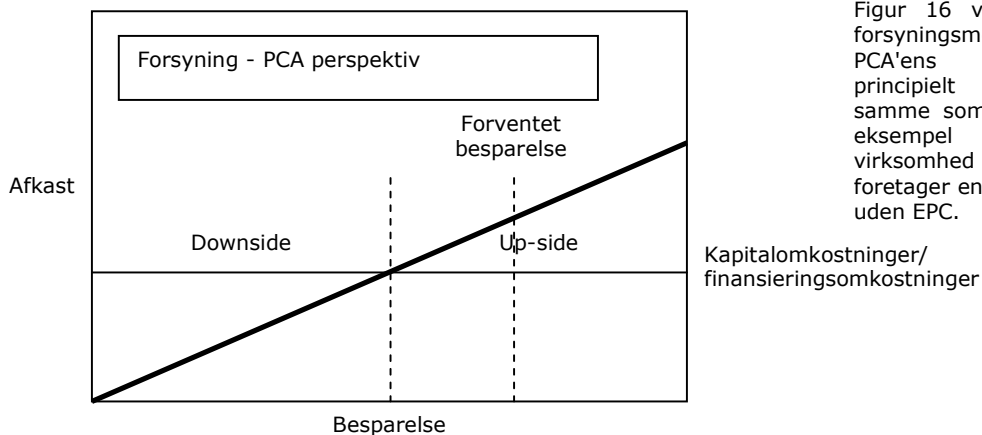 Forsyning - PCA perspektiv
Forventet
besparelse
Afkast
Downside
Up-side
Kapitalomkostninger/
finansieringsomkostninger
Besparelse
Figur 16 v
forsyningsm
PCA'ens
principielt
samme som
eksempel
virksomhed
foretager en
uden EPC.